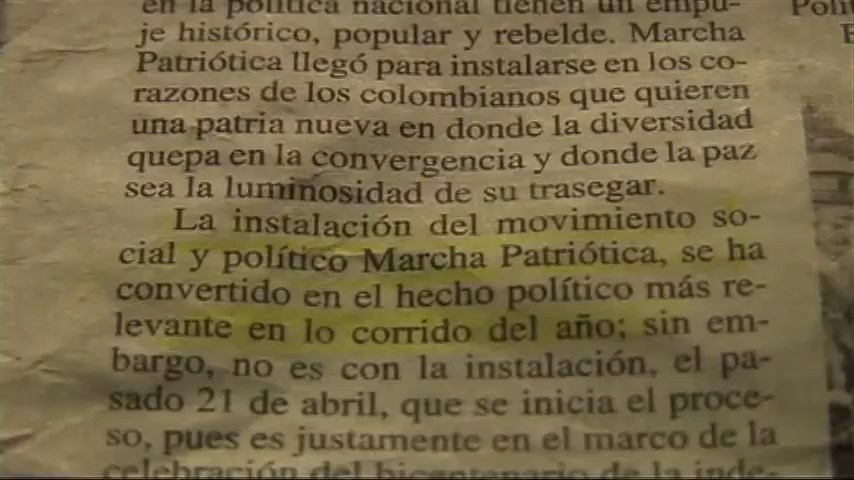 en la política nacional tienen un empu-
je histórico, popular y rebelde. Marcha
Patriótica llegó para instalarse en los co-
razones de los colombianos que quieren
una patria nueva en donde la diversidad
quepa en la convergencia y donde la paz
sea la luminosidad de su trasegar.
La instalación del movimiento so-
cial y político Marcha Patriótica, se ha
convertido en el hecho político más re-
levante en lo corrido del año; sin em-
bargo, no es con la instalación, el pa-
sado 21 de abril, que se inicia el proce-
so, pues es justamente en el marco de la
celebración del bicentenario de la inde-